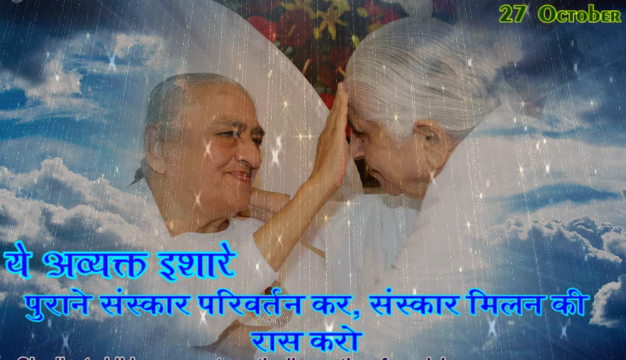 27 October
ये अव्यक्त इशारे
पुराने संस्कार परिवर्तन कर, संस्कार मिलन की
रास करो